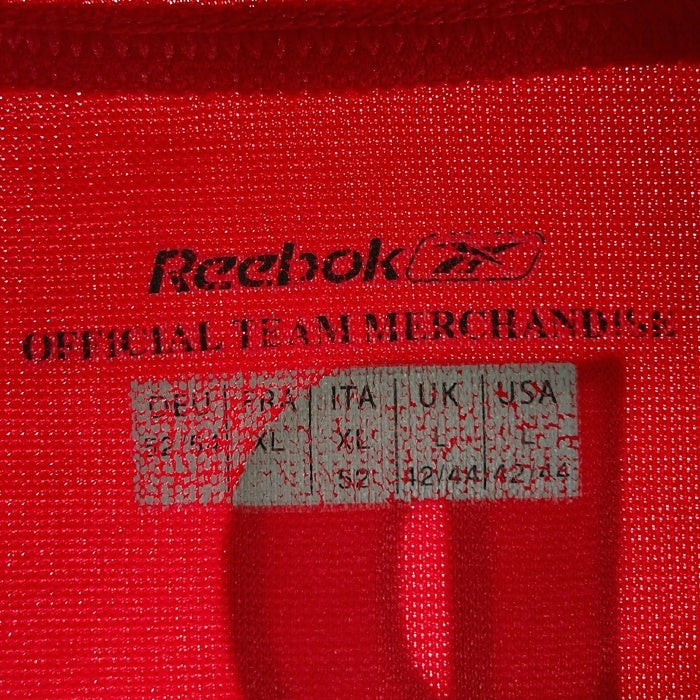 Reebok
OFFICIAL TEAM MERCHANDISE
DEU FRA ITA UK USA
52/54 XL XL L L
52 42/44 42/44